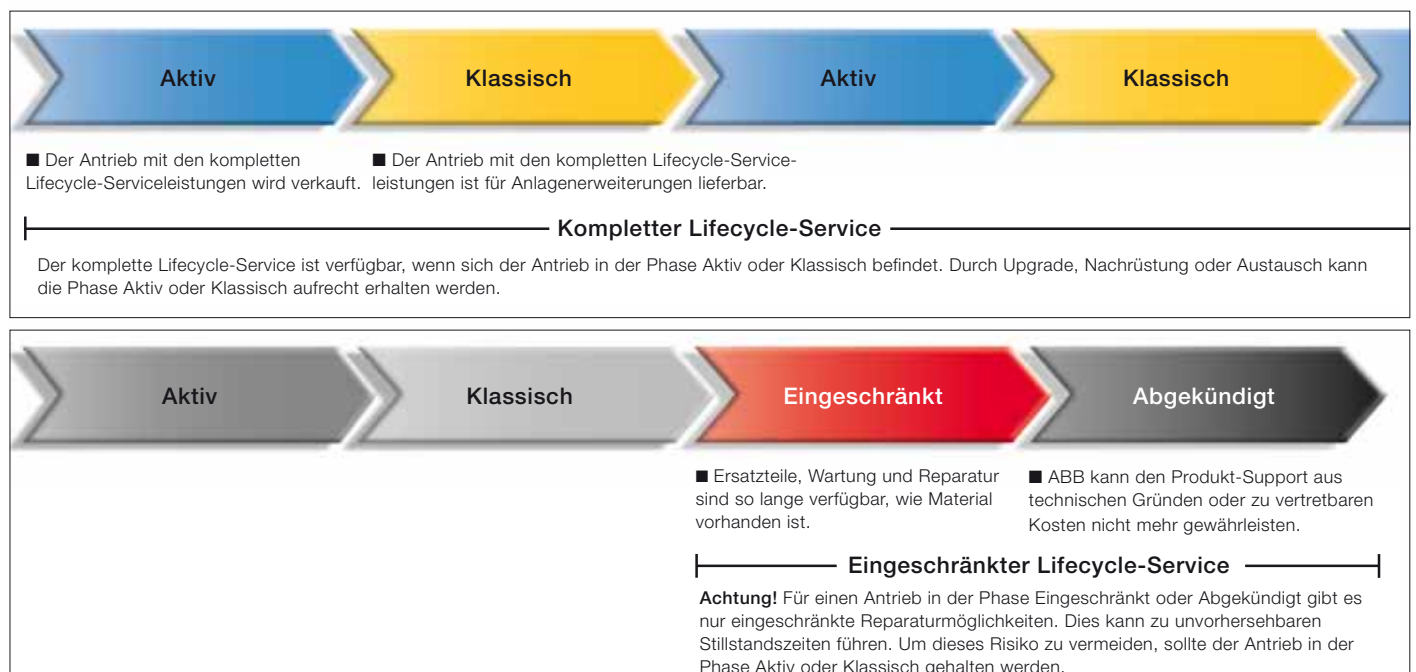 Aktiv
Klassisch
Aktiv
Klassisch
■ Der Antrieb mit den kompletten
Lifecycle-Serviceleistungen wird verkauft.
■ Der Antrieb mit den kompletten Lifecycle-Service-
leistungen ist für Anlagenerweiterungen lieferbar.
Kompletter Lifecycle-Service
Der komplette Lifecycle-Service ist verfügbar, wenn sich der Antrieb in der Phase Aktiv oder Klassisch befindet. Durch Upgrade, Nachrüstung oder Austausch kann
die Phase Aktiv oder Klassisch aufrecht erhalten werden.
Aktiv
Klassisch
Eingeschränkt
Abgekündigt
■ Ersatzteile, Wartung und Reparatur
sind so lange verfügbar, wie Material
vorhanden ist.
■ ABB kann den Produkt-Support aus
technischen Gründen oder zu vertretbaren
Kosten nicht mehr gewährleisten.
Eingeschränkter Lifecycle-Service
Achtung! Für einen Antrieb in der Phase Eingeschränkt oder Abgekündigt gibt es
nur eingeschränkte Reparaturmöglichkeiten. Dies kann zu unvorhersehbaren
Stillstandszeiten führen. Um dieses Risiko zu vermeiden, sollte der Antrieb in der
Phase Aktiv oder Klassisch gehalten werden.